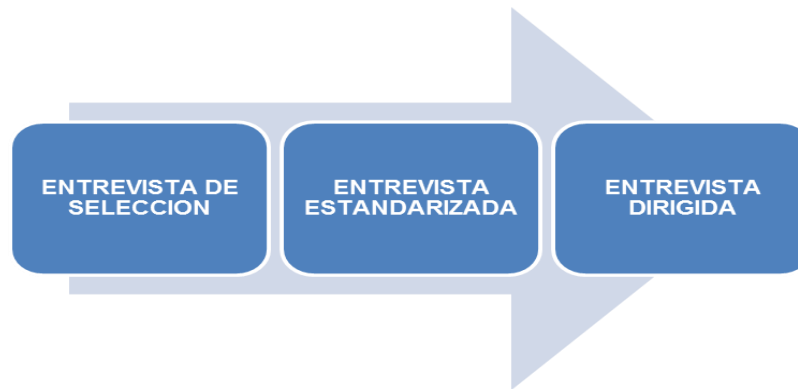 ENTREVISTA DE
SELECCION
ENTREVISTA
ESTANDARIZADA
ENTREVISTA
DIRIGIDA